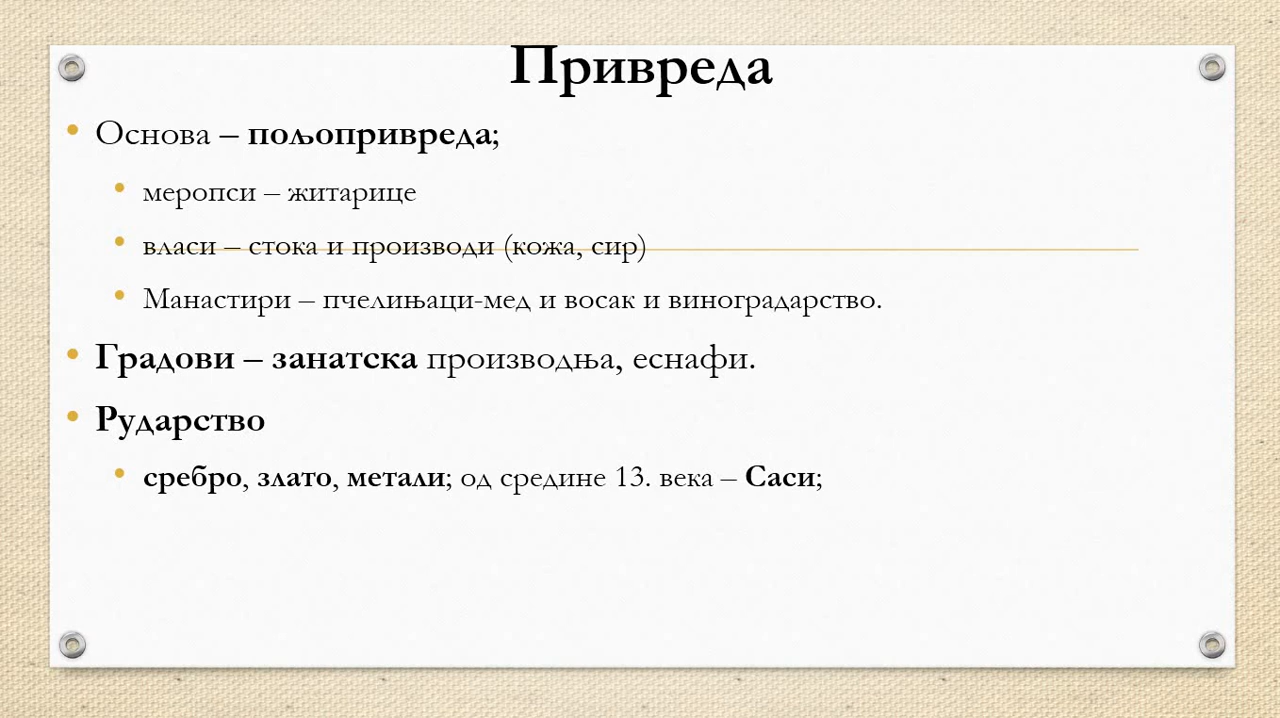 Привреда
Основа – пољопривреда;
меропси – житарице
власи – стока и производи (кожа, сир)
Манастири – пчелињаци-мед и восак и виноградарство.
Градови – занатска производња, еснафи.
Рударство
сребро, злато, метали; од средине 13. века – Саси;